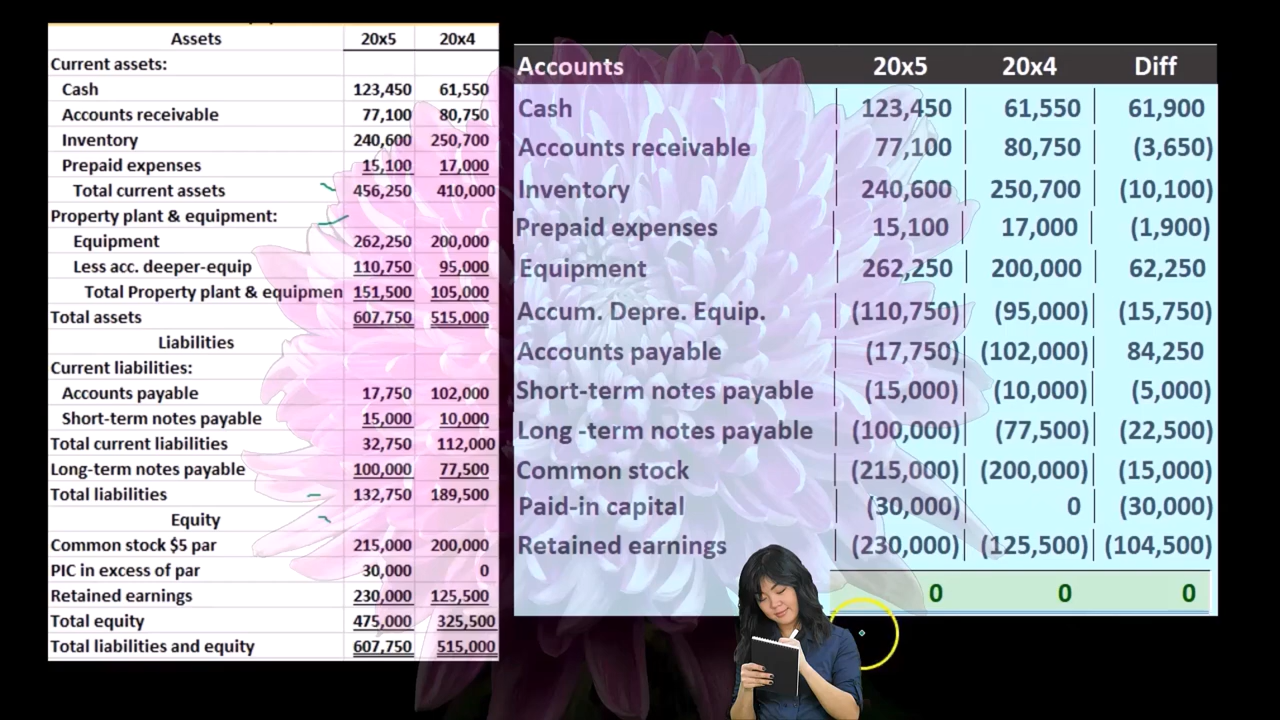 Assets 20x5 20x4
Current assets:
Cash 123,450 61,550
Accounts receivable 77,100 80,750
Inventory 240,600 250,700
Prepaid expenses 15,100 17,000
Total current assets 456,250 410,000
Property plant & equipment:
Equipment 262,250 200,000
Less acc. deeper-equip 110,750 95,000
Total Property plant & equipmen 151,500 105,000
Total assets 607,750 515,000
Liabilities
Current liabilities:
Accounts payable 17,750 102,000
Short-term notes payable 15,000 10,000
Total current liabilities 32,750 112,000
Long-term notes payable 100,000 77,500
Total liabilities 132,750 189,500
Equity
Common stock $5 par 215,000 200,000
PIC in excess of par 30,000 0
Retained earnings 230,000 125,500
Total equity 475,000 325,500
Total liabilities and equity 607,750 515,000
Accounts 20x5 20x4 Diff
Cash 123,450 61,550 61,900
Accounts receivable 77,100 80,750 (3,650)
Inventory 240,600 250,700 (10,100)
Prepaid expenses 15,100 17,000 (1,900)
Equipment 262,250 200,000 62,250
Accum. Depre. Equip. (110,750) (95,000) (15,750)
Accounts payable (17,750) (102,000) 84,250
Short-term notes payable (15,000) (10,000) (5,000)
Long -term notes payable (100,000) (77,500) (22,500)
Common stock (215,000) (200,000) (15,000)
Paid-in capital (30,000) 0 (30,000)
Retained earnings (230,000) (125,500) (104,500)
0 0 0